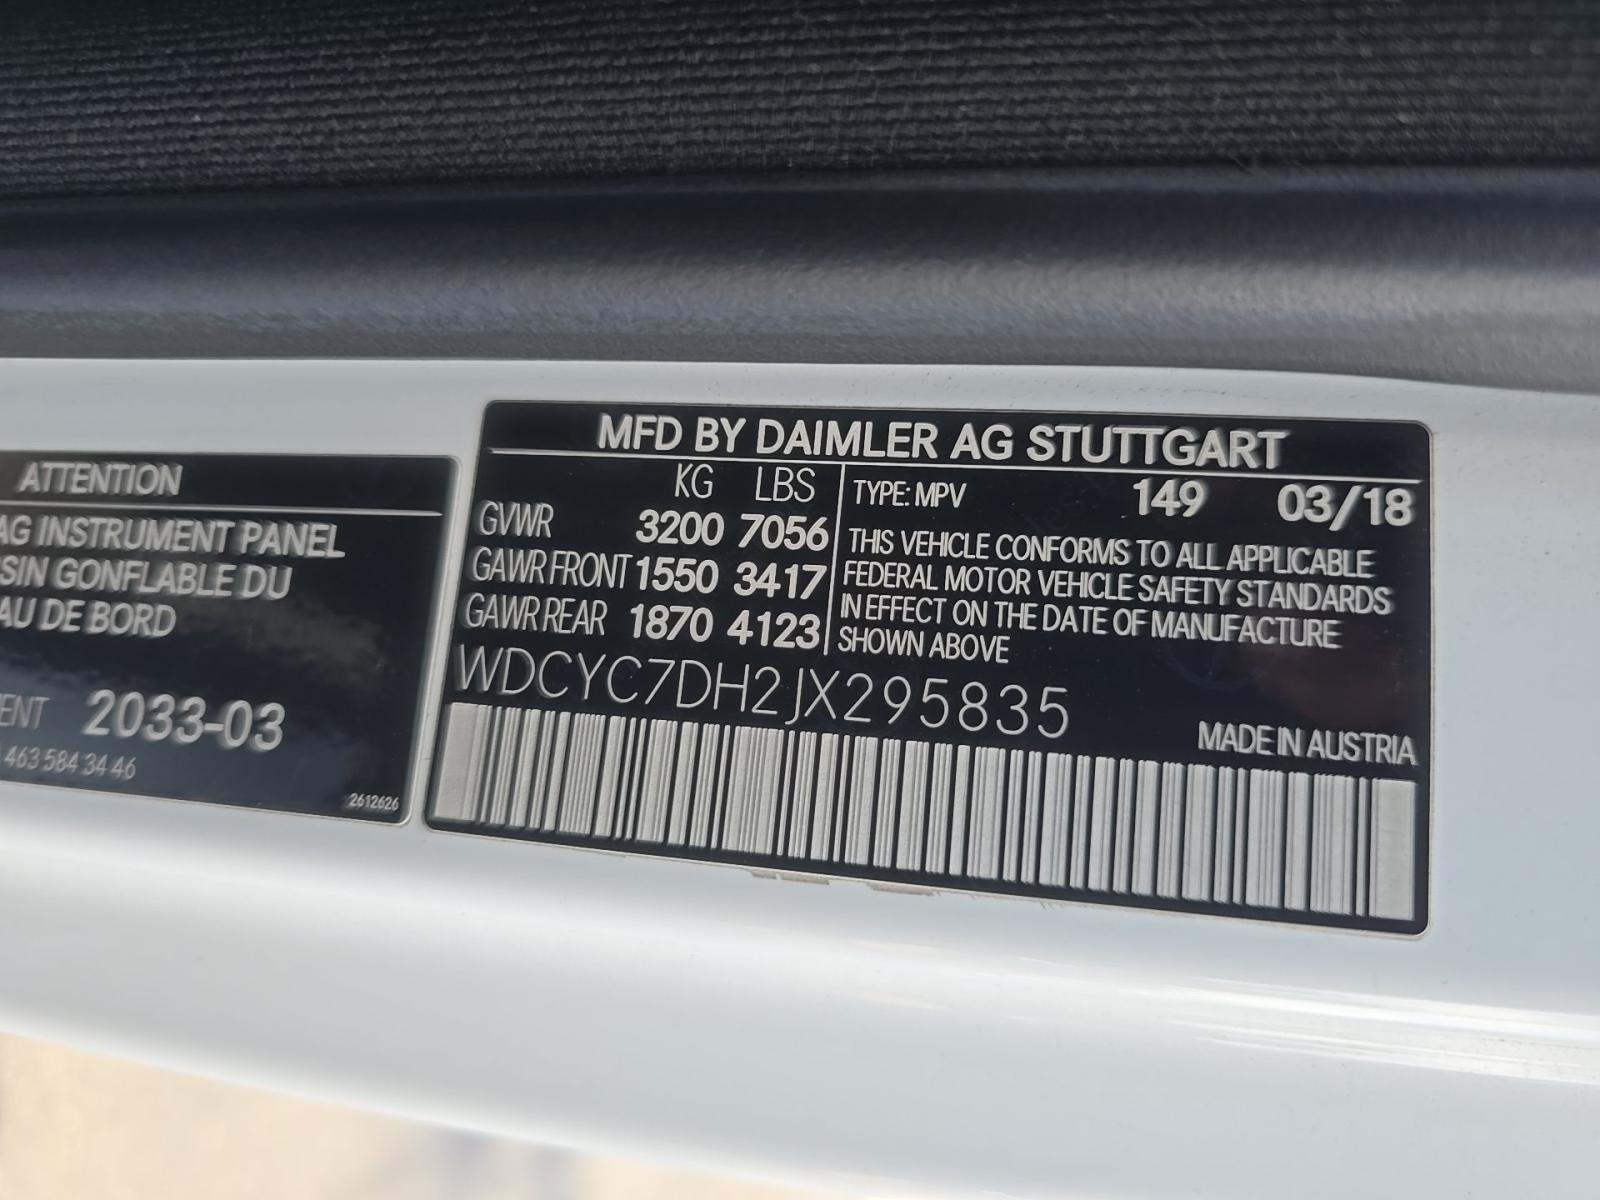 ATTENTION
AG INSTRUMENT PANEL
SIN GONFLABLE DU
AU DE BORD
ENT 2033-03
463 584 34 46
2612626
MFD BY DAIMLER AG STUTTGART
KG LBS
GVWR 3200 7056
GAWR FRONT 1550 3417
GAWR REAR 1870 4123
TYPE: MPV 149 03/18
THIS VEHICLE CONFORMS TO ALL APPLICABLE
FEDERAL MOTOR VEHICLE SAFETY STANDARDS
IN EFFECT ON THE DATE OF MANUFACTURE
SHOWN ABOVE
WDCYC7DH2JX295835
MADE IN AUSTRIA